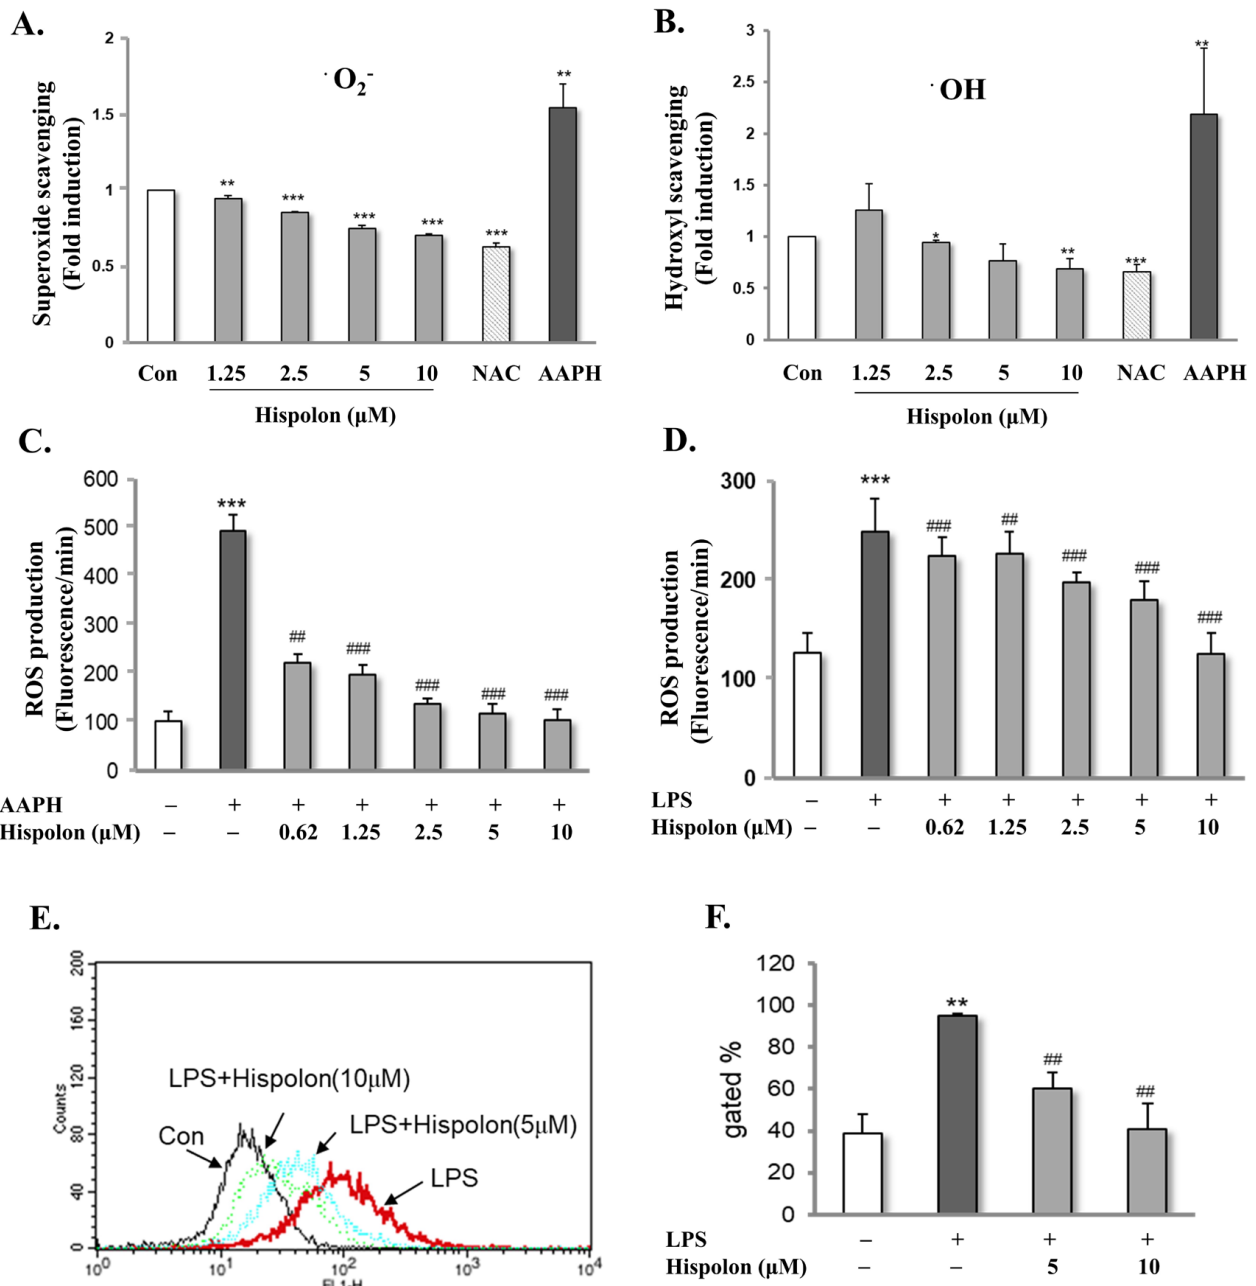 A.
Superoxide scavenging
(Fold induction)
2
1.5
1
0.5
0
·O2-
**
***
***
***
***
**
Con 1.25 2.5 5 10 NAC AAPH
Hispolon (μM)
B.
Hydroxyl scavenging
(Fold induction)
3
2.5
2
1.5
1
0.5
0
·OH
*
**
***
**
Con 1.25 2.5 5 10 NAC AAPH
Hispolon (μM)
C.
ROS production
(Fluorescence/min)
600
500
400
300
200
100
0
***
##
###
###
###
###
AAPH – + + + + + +
Hispolon (μM) – – 0.62 1.25 2.5 5 10
D.
ROS production
(Fluorescence/min)
300
200
100
0
***
###
##
###
###
###
LPS – + + + + + +
Hispolon (μM) – – 0.62 1.25 2.5 5 10
E.
Counts
200
160
120
80
40
0
LPS+Hispolon(10μM)
Con
LPS+Hispolon(5μM)
LPS
100 101 102 103 104
FL1-H
F.
gated %
120
100
80
60
40
20
0
**
##
##
LPS – + + +
Hispolon (μM) – – 5 10